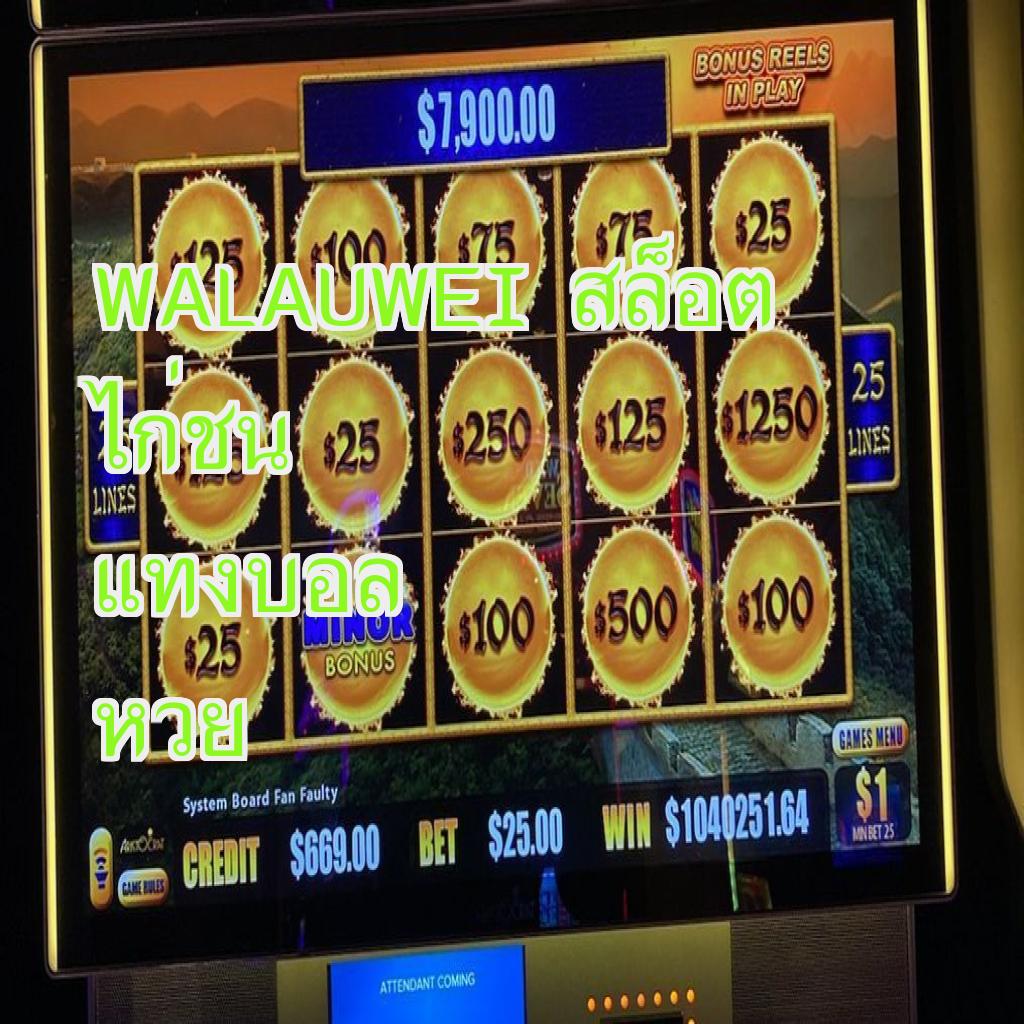 BONUS REELS
IN PLAY
$7,900.00
$125 $100 $75 $75 $25
WALAUWEI สล็อต
ไก่ชน
แทงบอล
หวย
$25 $250 $125 $1250
25
LINES
LINES
$25 MINOR
BONUS
$100 $500 $100
GAMES MENU
$1
MIN BET 25
System Board Fan Faulty
ARISTOCRAT
GAME RULES
CREDIT $669.00 BET $25.00 WIN $1040251.64
ATTENDANT COMING